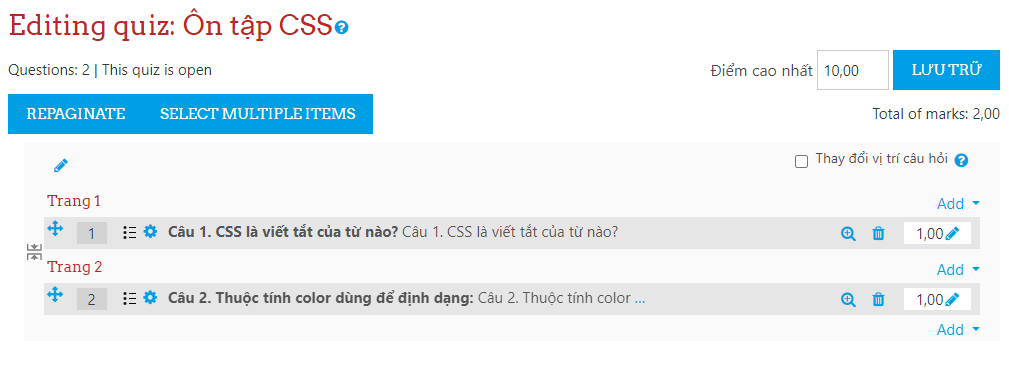 Editing quiz: Ôn tập CSS
Questions: 2 | This quiz is open
Điểm cao nhất 10,00 LƯU TRỮ
REPAGINATE SELECT MULTIPLE ITEMS
Total of marks: 2,00
Thay đổi vị trí câu hỏi
Trang 1
Add
1 Câu 1. CSS là viết tắt của từ nào? Câu 1. CSS là viết tắt của từ nào? 1,00
Trang 2
Add
2 Câu 2. Thuộc tính color dùng để định dạng: Câu 2. Thuộc tính color ... 1,00
Add